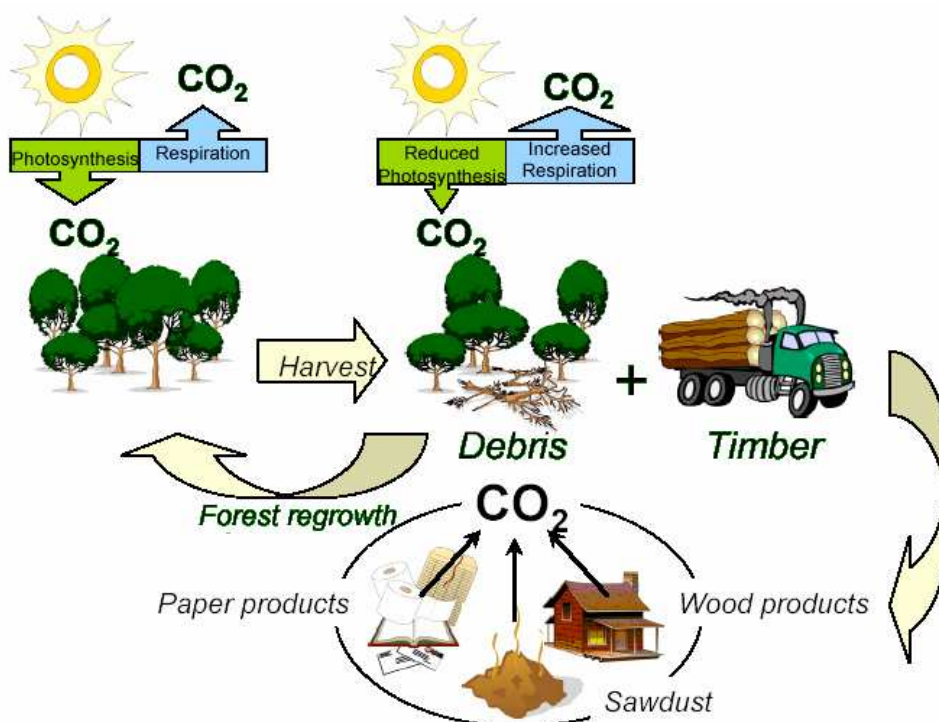 CO₂
CO₂
Photosynthesis
Respiration
Reduced
Photosynthesis
Increased
Respiration
CO₂
CO₂
Harvest
+
Debris
Timber
Forest regrowth
CO₂
Paper products
Wood products
Sawdust